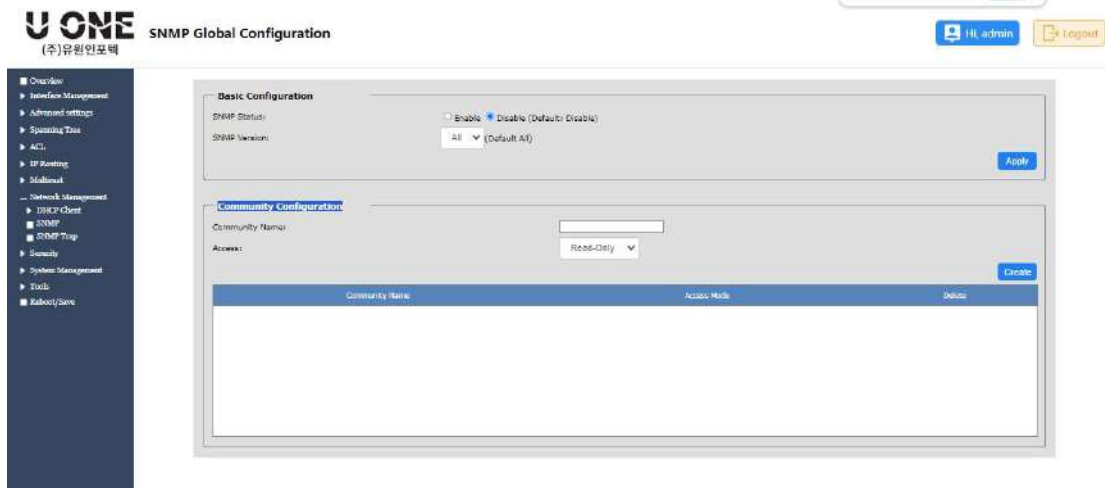 U ONE
(주)유원인포텍
SNMP Global Configuration
Hi, admin
Logout
Overview
Interface Management
Advanced settings
Spanning Tree
ACL
IP Routing
Multicast
Network Management
DHCP Client
SNMP
SNMP Trap
Security
System Management
Tools
Reboot/Save
Basic Configuration
SNMP Status:
Enable Disable (Default: Disable)
SNMP Version:
All (Default All)
Apply
Community Configuration
Community Name:
Access:
Read-Only
Create
Community Name Access Mode Delete